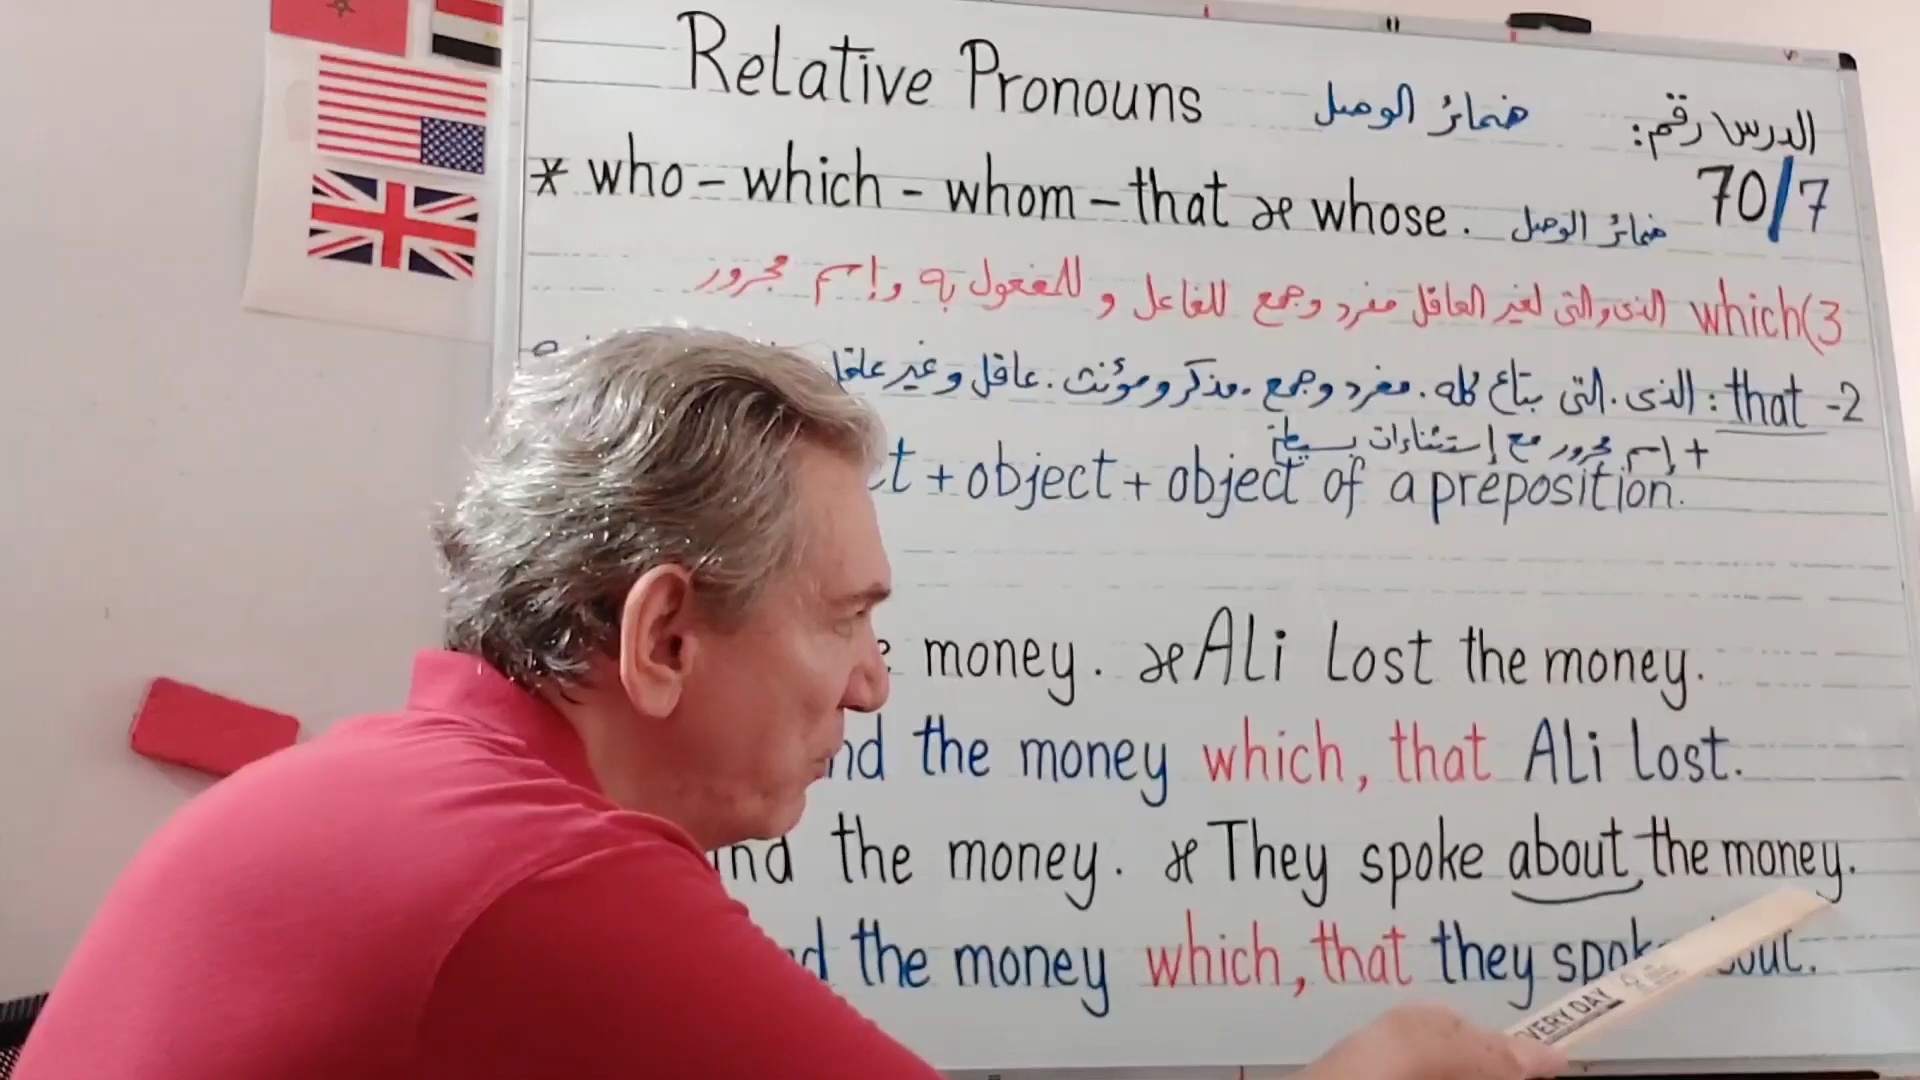 Relative Pronouns ضمائر الوصل الدرس رقم:
* who – which – whom – that & whose. ضمائر الوصل 70/7
which(3 الذى والتى لغير العاقل مفرد وجمع للفاعل و للمفعول به وإسم مجرور
that -2 : الذى. التى بتاع كله. مفرد وجمع. مذكر ومؤنث. عاقل وغير
+ إسم مجرور مع إستثناءات بسيطة
+ object + object of a preposition.
money. & Ali Lost the money.
the money which, that Ali Lost.
the money. & They spoke about the money.
the money which, that they